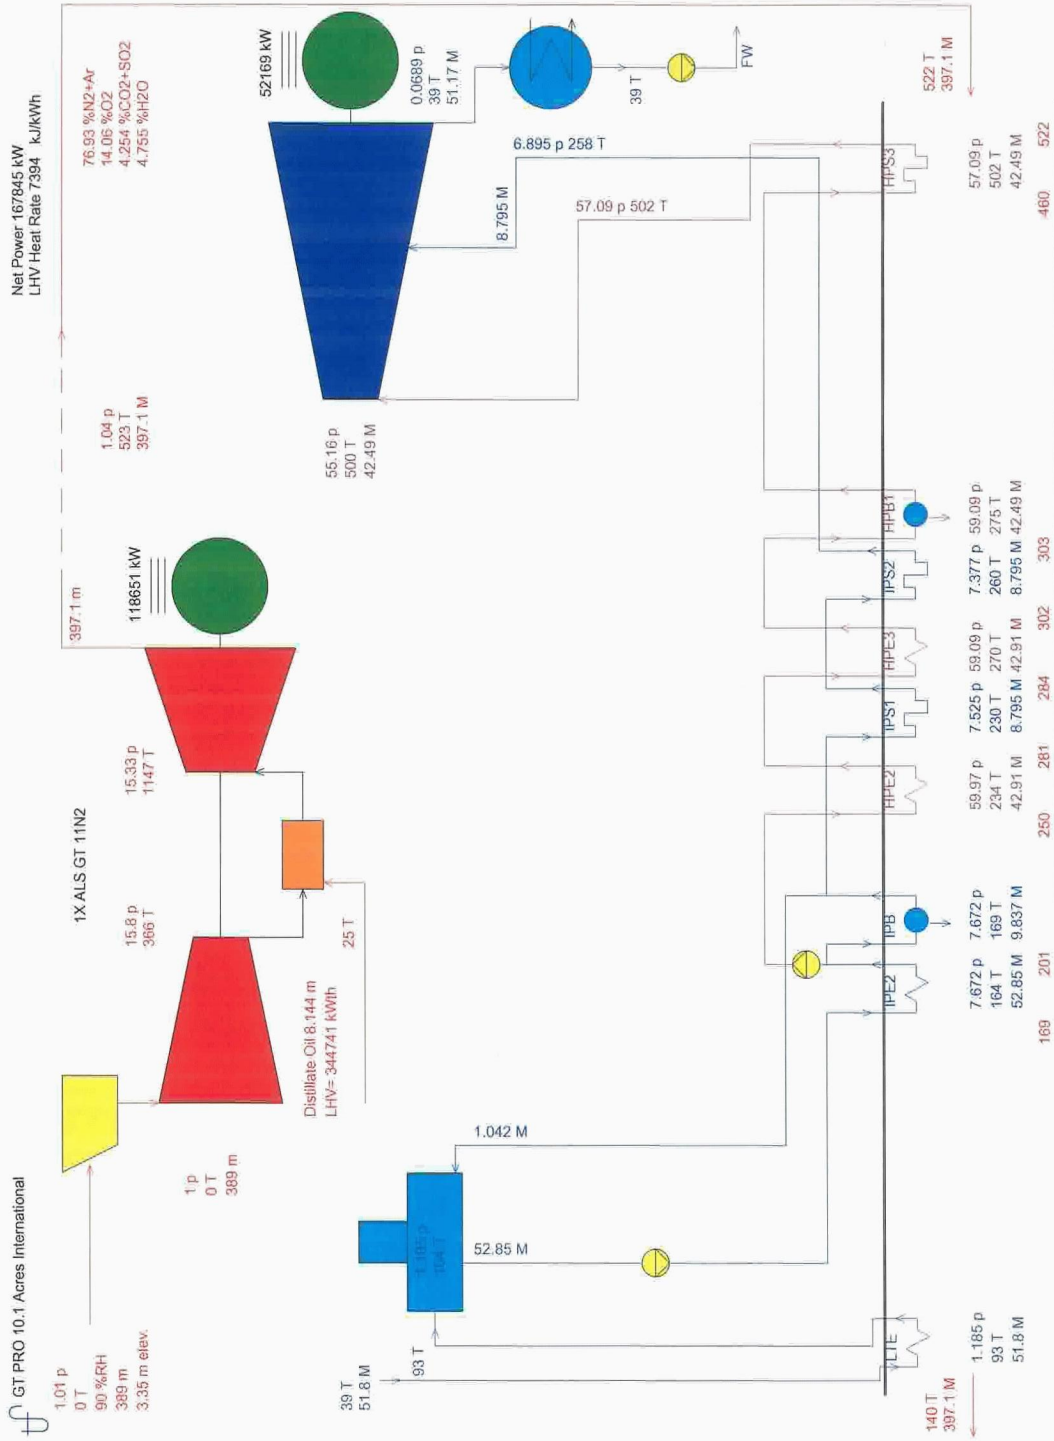 GT PRO 10.1 Acres International
Net Power 167845 kW
LHV Heat Rate 7394 kJ/kWh
1X ALS GT 11N2
1.01 p
0 T
90 %RH
389 m
3.35 m elev.
1 p
0 T
389 m
15.8 p
366 T
15.33 p
1147 T
118651 kW
397.1 m
1.04 p
523 T
397.1 M
76.93 %N2+Ar
14.06 %O2
4.254 %CO2+SO2
4.755 %H2O
Distillate Oil 8.144 m
LHV= 344741 kWth
25 T
52169 kW
55.16 p
500 T
42.49 M
0.0689 p
39 T
51.17 M
39 T
FW
8.795 M
6.895 p 258 T
57.09 p 502 T
39 T
51.8 M
93 T
1.185 p
104 T
52.85 M
1.042 M
522 T
397.1 M
140 T
397.1 M
LTE
IPE2
IPB
HPE2
IPS1
HPE3
IPS2
HPB1
HPS3
1.185 p
93 T
51.8 M
7.672 p
164 T
52.85 M
7.672 p
169 T
9.837 M
59.97 p
234 T
42.91 M
7.525 p
230 T
8.795 M
59.09 p
270 T
42.91 M
7.377 p
260 T
8.795 M
59.09 p
275 T
42.49 M
57.09 p
502 T
42.49 M
169
201
250
281
284
302
303
460
522